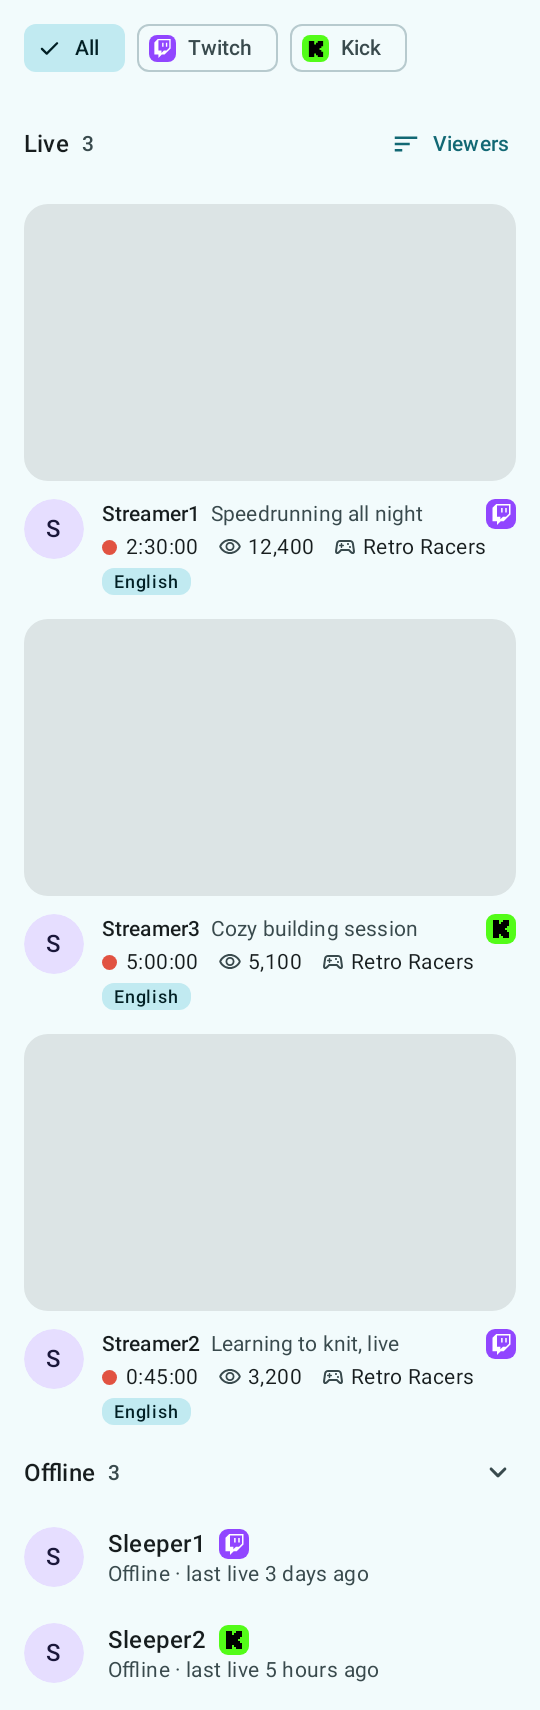 All Twitch Kick
Live 3 Viewers
S Streamer1 Speedrunning all night
2:30:00 12,400 Retro Racers
English
S Streamer3 Cozy building session
5:00:00 5,100 Retro Racers
English
S Streamer2 Learning to knit, live
0:45:00 3,200 Retro Racers
English
Offline 3
S Sleeper1
Offline · last live 3 days ago
S Sleeper2
Offline · last live 5 hours ago